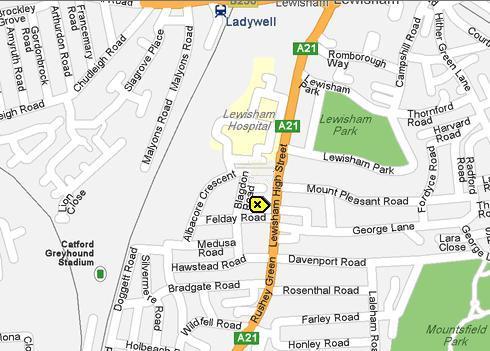 B236
Lewisham
Lewisham
Ladywell
A21
Romborough
Way
Campshill Road
Hither Green Lane
Brockley
Amyruth Road
Gordonbrock
Arthurdon Road
Francemary
Chudleigh Road
Stagrove Place
Malyons Road
Leigh Road
Malyons Road
Lewisham
Park
Lewisham
Hospital
Lewisham
Park
A21
Thornford
Road
Harvard
Road
Lewisham Park
Lewisham High Street
Radford
Albacore Crescent
Blagdon
Road
Mount Pleasant Road
Felday Road
Lion
Close
George Lane
Lara
Close
Catford
Greyhound
Stadium
Medusa
Road
Doggett Road
Silvermere Road
Hawstead Road
Davenport Road
Bradgate Road
Rushey Green
Rosenthal Road
Laleham Road
Wildfell Road
Farley Road
Mountsfield
Park
A21
Holbeach Road
Honley Road
Close